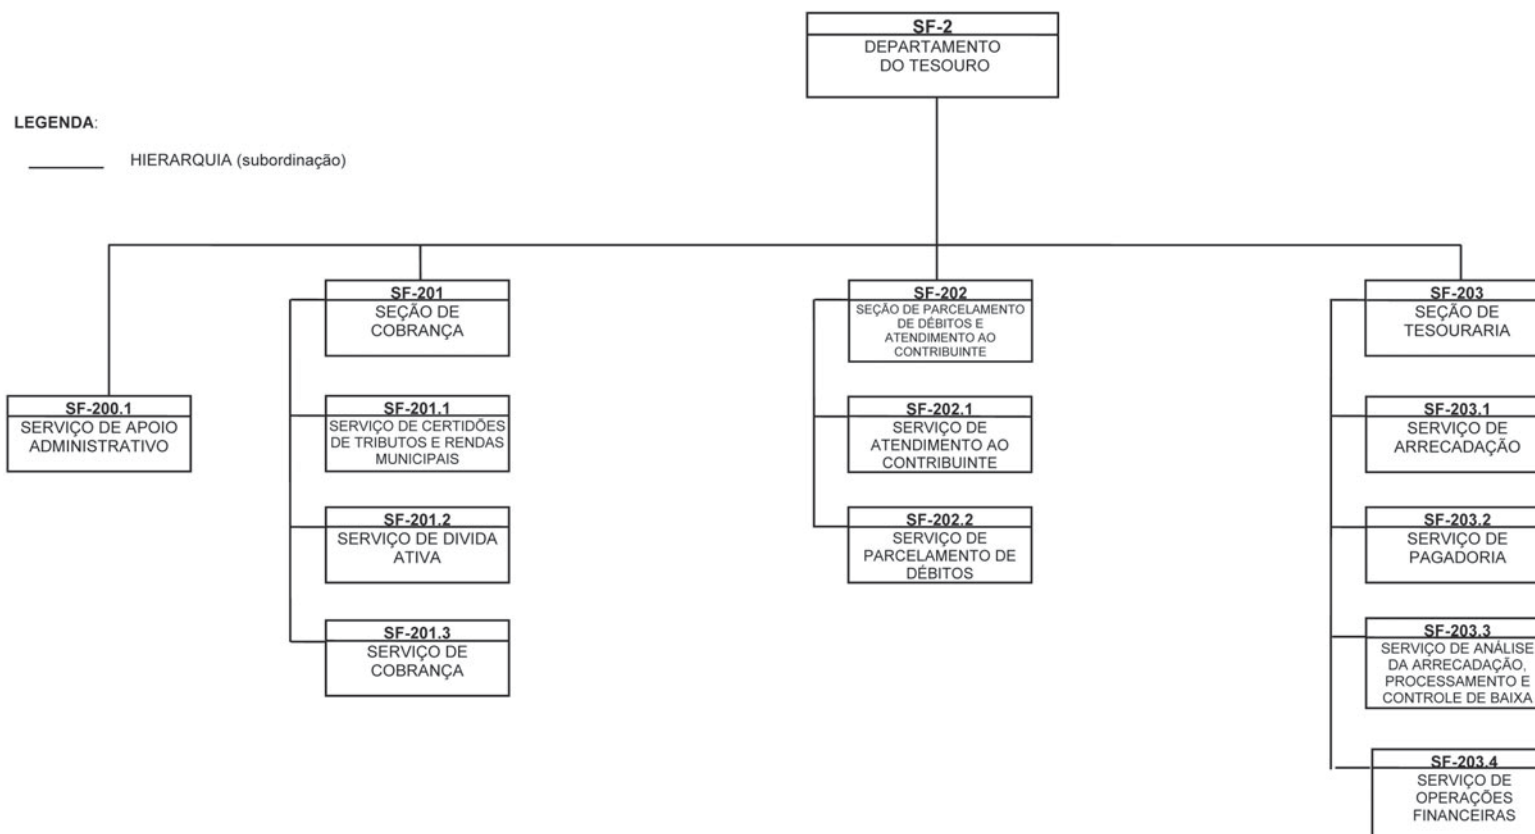 SF-2
DEPARTAMENTO
DO TESOURO
LEGENDA:
HIERARQUIA (subordinação)
SF-200.1
SERVIÇO DE APOIO
ADMINISTRATIVO
SF-201
SEÇÃO DE
COBRANÇA
SF-201.1
SERVIÇO DE CERTIDÕES
DE TRIBUTOS E RENDAS
MUNICIPAIS
SF-201.2
SERVIÇO DE DIVIDA
ATIVA
SF-201.3
SERVIÇO DE
COBRANÇA
SF-202
SEÇÃO DE PARCELAMENTO
DE DÉBITOS E
ATENDIMENTO AO
CONTRIBUINTE
SF-202.1
SERVIÇO DE
ATENDIMENTO AO
CONTRIBUINTE
SF-202.2
SERVIÇO DE
PARCELAMENTO DE
DÉBITOS
SF-203
SEÇÃO DE
TESOURARIA
SF-203.1
SERVIÇO DE
ARRECADAÇÃO
SF-203.2
SERVIÇO DE
PAGADORIA
SF-203.3
SERVIÇO DE ANÁLISE
DA ARRECADAÇÃO,
PROCESSAMENTO E
CONTROLE DE BAIXA
SF-203.4
SERVIÇO DE
OPERAÇÕES
FINANCEIRAS